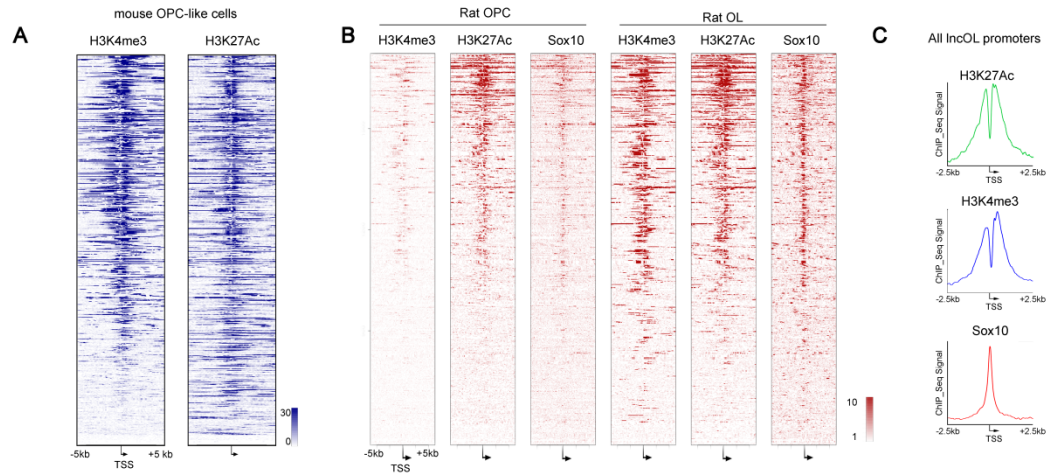 A
mouse OPC-like cells
H3K4me3 H3K27Ac
30
0
-5kb +5 kb
TSS
B
Rat OPC Rat OL
H3K4me3 H3K27Ac Sox10 H3K4me3 H3K27Ac Sox10
10
1
-5kb +5kb
TSS
C
All lncOL promoters
H3K27Ac
ChIP_Seq Signal
-2.5kb +2.5kb
TSS
H3K4me3
ChIP_Seq Signal
-2.5kb +2.5kb
TSS
Sox10
ChIP_Seq Signal
-2.5kb +2.5kb
TSS